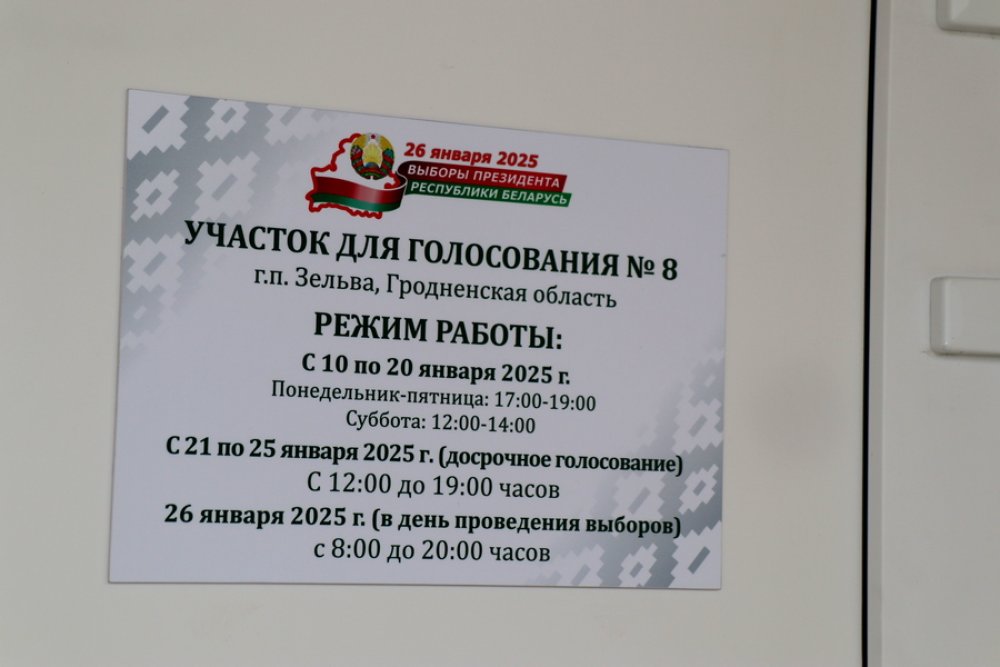 26 января 2025
ВЫБОРЫ ПРЕЗИДЕНТА
РЕСПУБЛИКИ БЕЛАРУСЬ
УЧАСТОК ДЛЯ ГОЛОСОВАНИЯ № 8
г.п. Зельва, Гродненская область
РЕЖИМ РАБОТЫ:
С 10 по 20 января 2025 г.
Понедельник-пятница: 17:00-19:00
Суббота: 12:00-14:00
С 21 по 25 января 2025 г. (досрочное голосование)
С 12:00 до 19:00 часов
26 января 2025 г. (в день проведения выборов)
с 8:00 до 20:00 часов